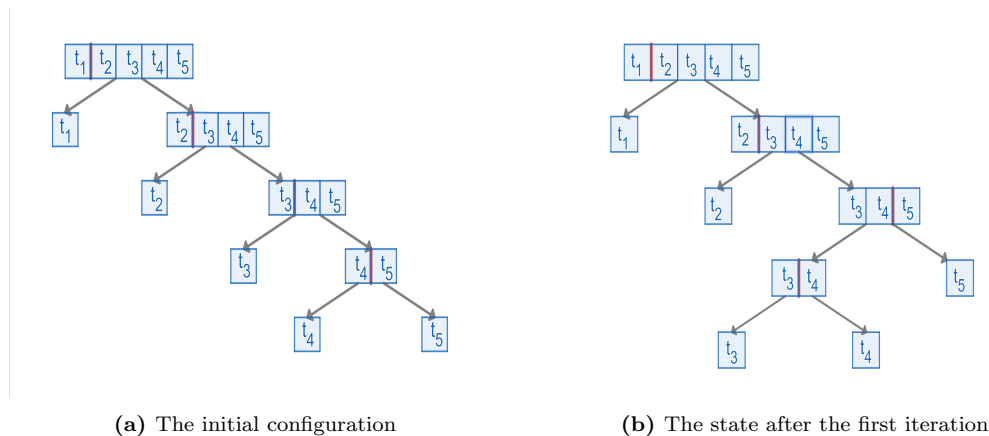 t₁ t₂ t₃ t₄ t₅
t₁
t₂ t₃ t₄ t₅
t₂
t₃ t₄ t₅
t₃
t₄ t₅
t₄
t₅
(a) The initial configuration
t₁ t₂ t₃ t₄ t₅
t₁
t₂ t₃ t₄ t₅
t₂
t₃ t₄ t₅
t₃ t₄
t₅
t₃
t₄
(b) The state after the first iteration